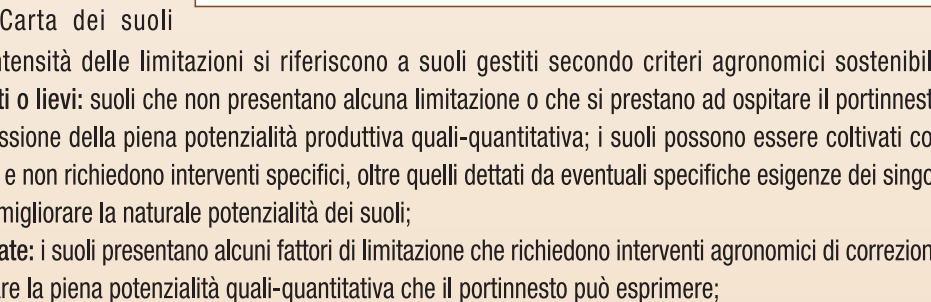 Carta dei suoli
ntensità delle limitazioni si riferiscono a suoli gestiti secondo criteri agronomici sostenibil
ti o lievi: suoli che non presentano alcuna limitazione o che si prestano ad ospitare il portinnest
ssione della piena potenzialità produttiva quali-quantitativa; i suoli possono essere coltivati co
e non richiedono interventi specifici, oltre quelli dettati da eventuali specifiche esigenze dei singo
migliorare la naturale potenzialità dei suoli;
ate: i suoli presentano alcuni fattori di limitazione che richiedono interventi agronomici di correzion
are la piena potenzialità quali-quantitativa che il portinnesto può esprimere;